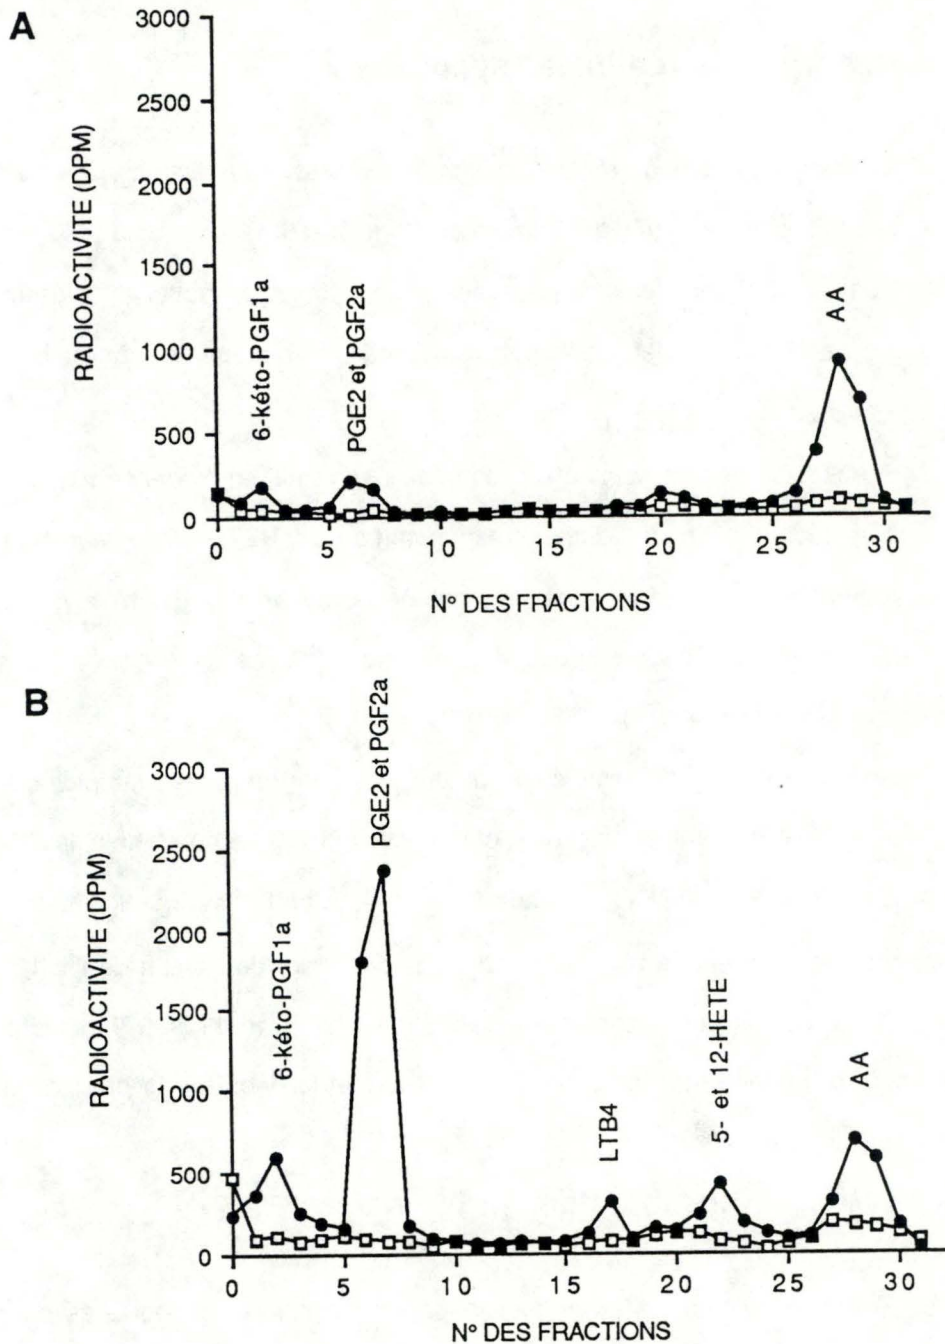 A
3000
2500
2000
1500
1000
500
0
RADIOACTIVITE (DPM)
6-kéto-PGF1a
PGE2 et PGF2a
AA
0 5 10 15 20 25 30
N° DES FRACTIONS
B
3000
2500
2000
1500
1000
500
0
RADIOACTIVITE (DPM)
6-kéto-PGF1a
PGE2 et PGF2a
LTB4
5- et 12-HETE
AA
0 5 10 15 20 25 30
N° DES FRACTIONS